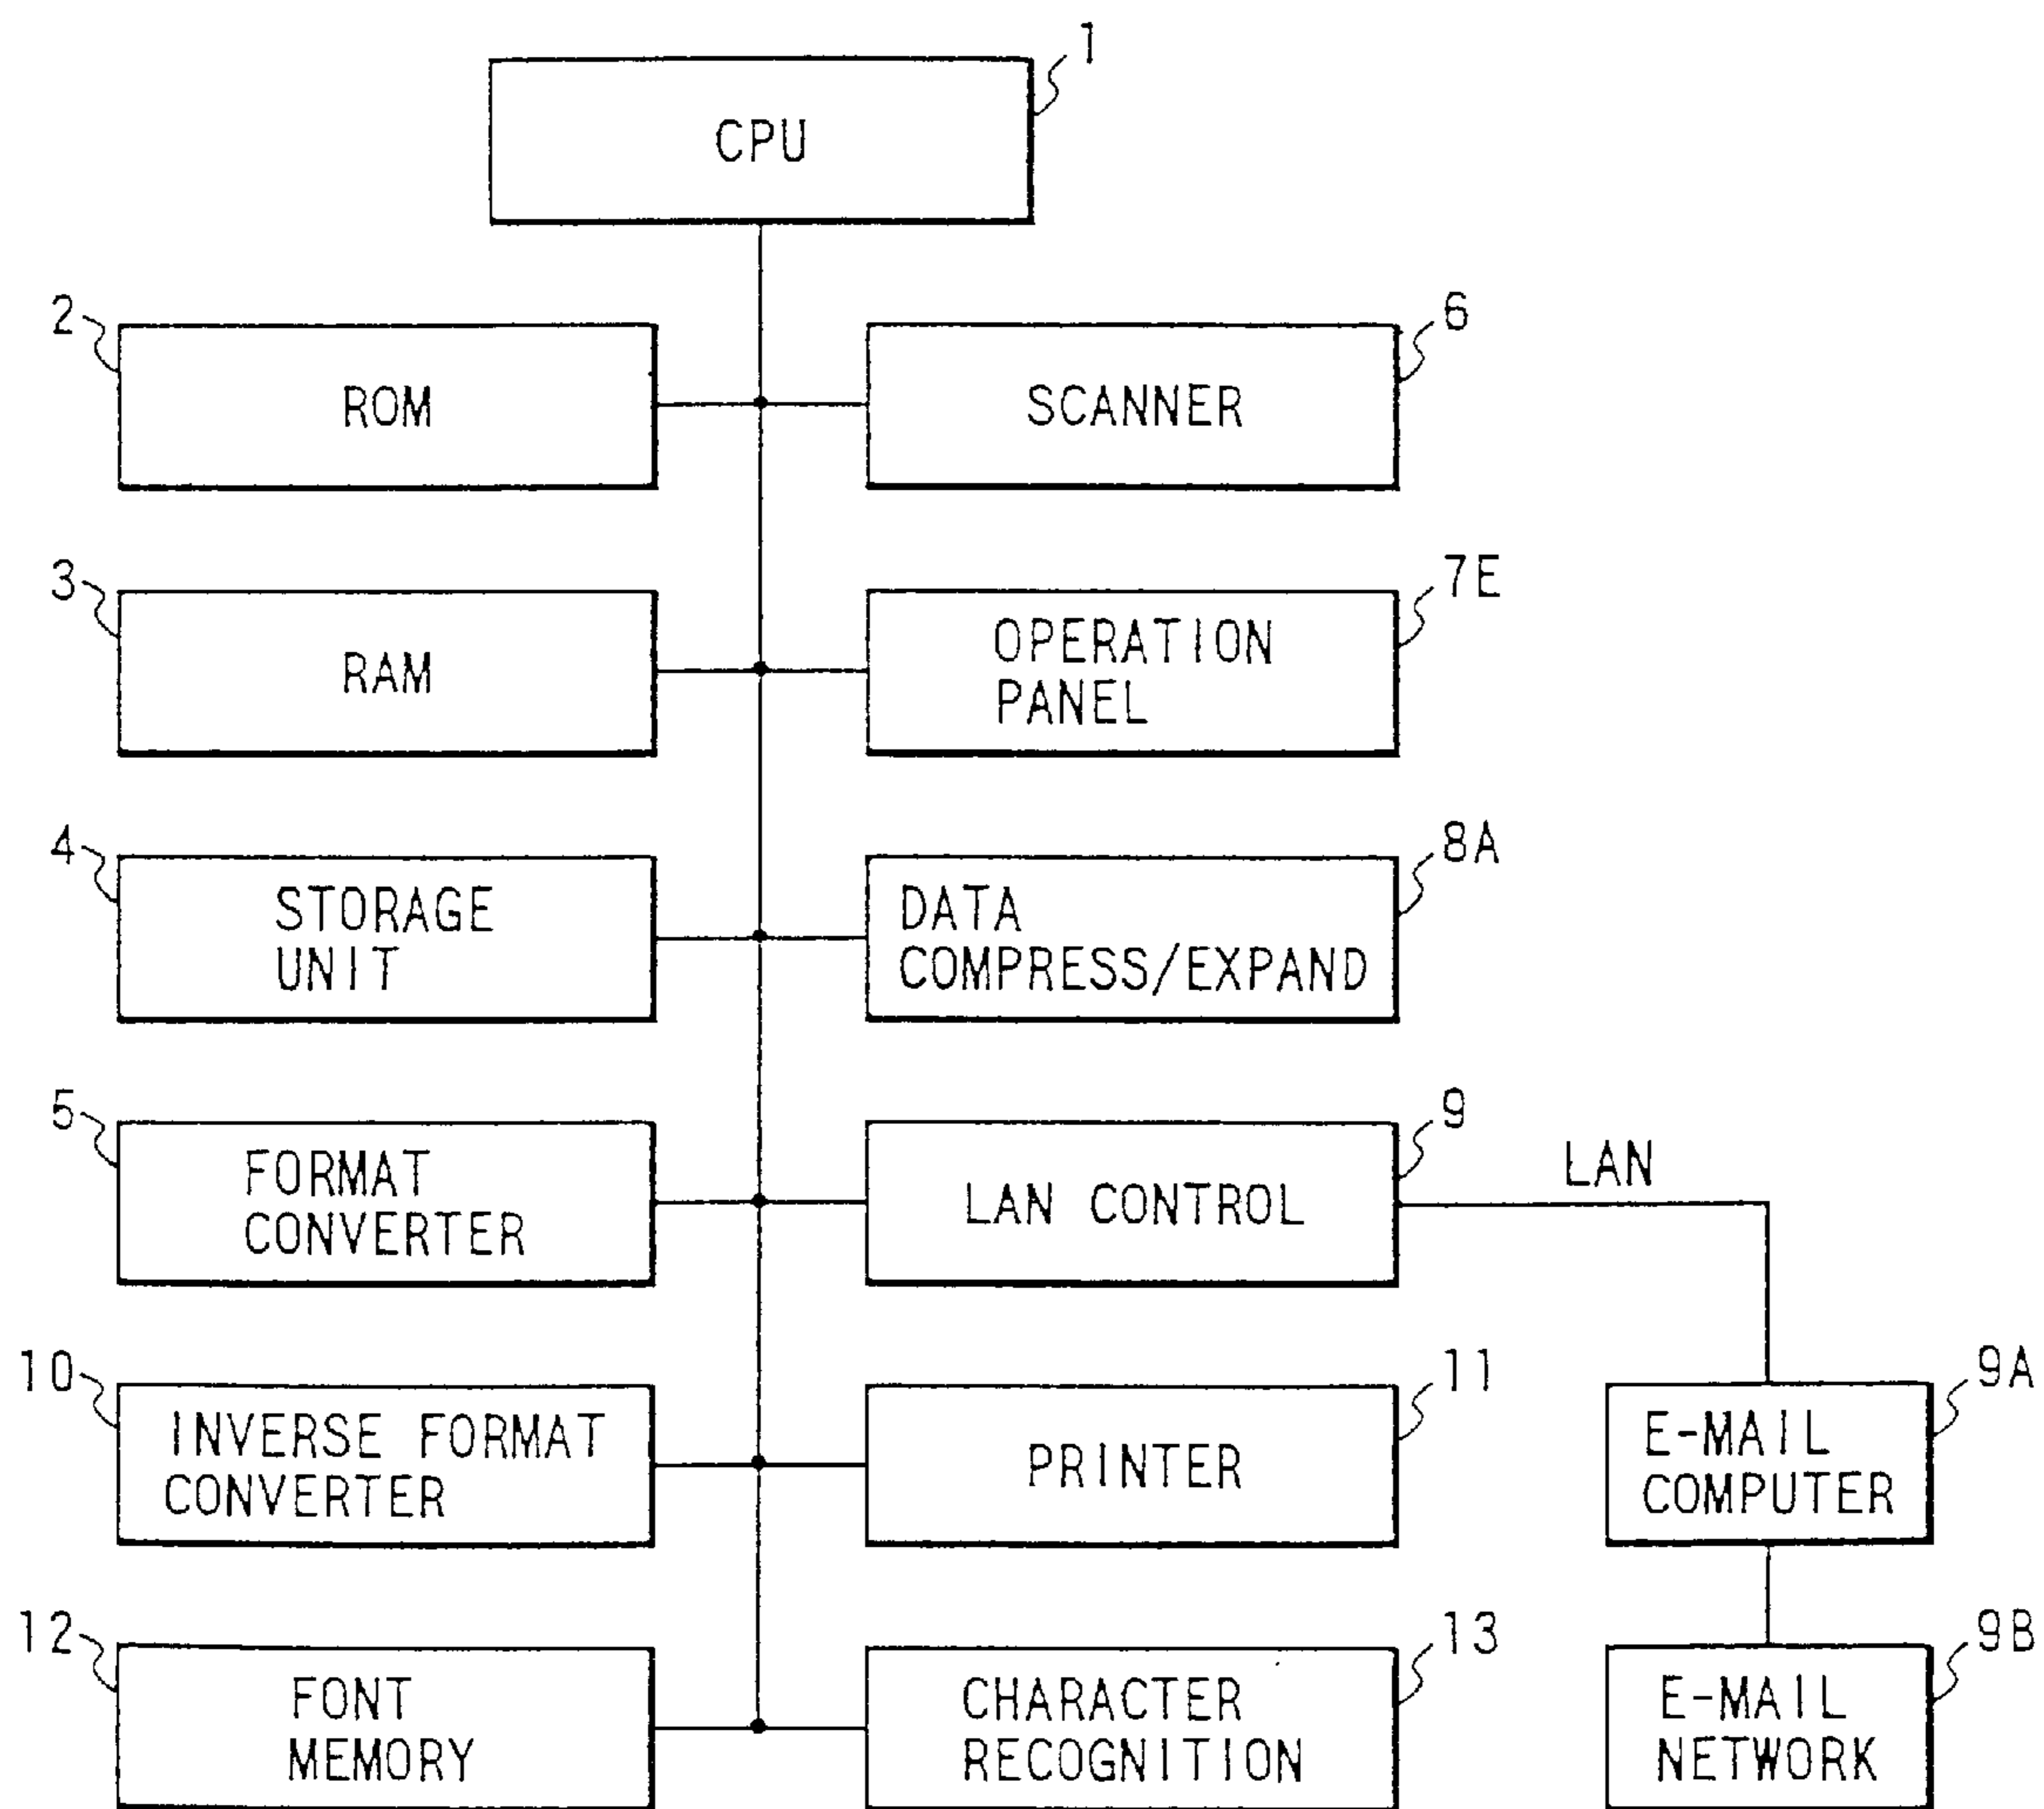 1
CPU
2
ROM
6
SCANNER
3
RAM
7E
OPERATION
PANEL
4
STORAGE
UNIT
8A
DATA
COMPRESS/EXPAND
5
FORMAT
CONVERTER
9
LAN CONTROL
LAN
10
INVERSE FORMAT
CONVERTER
11
PRINTER
9A
E-MAIL
COMPUTER
12
FONT
MEMORY
13
CHARACTER
RECOGNITION
9B
E-MAIL
NETWORK